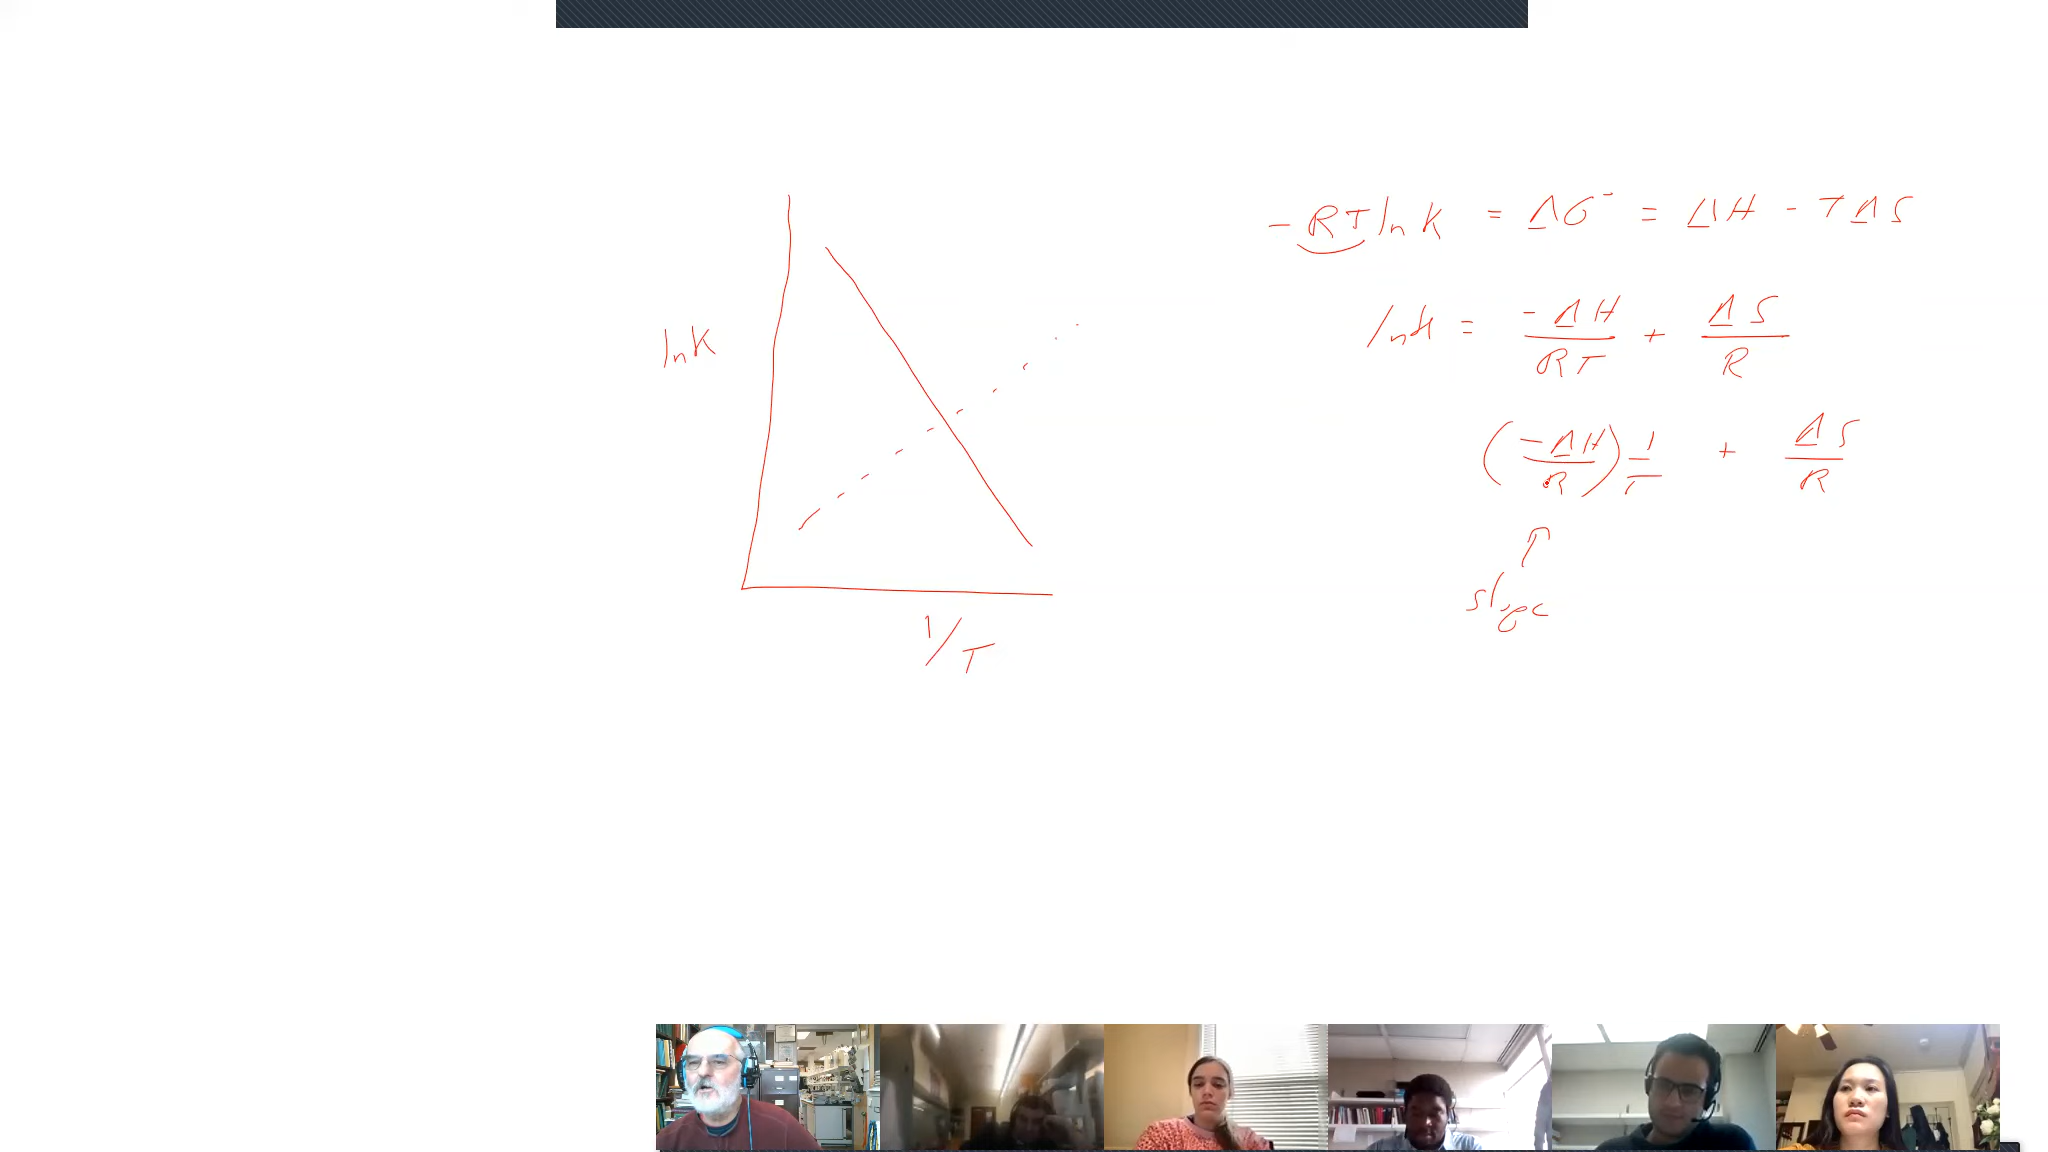 -RT ln K = ΔG° = ΔH - TΔS
ln K = -ΔH/RT + ΔS/R
(-ΔH/R) 1/T + ΔS/R
slope
ln K
1/T